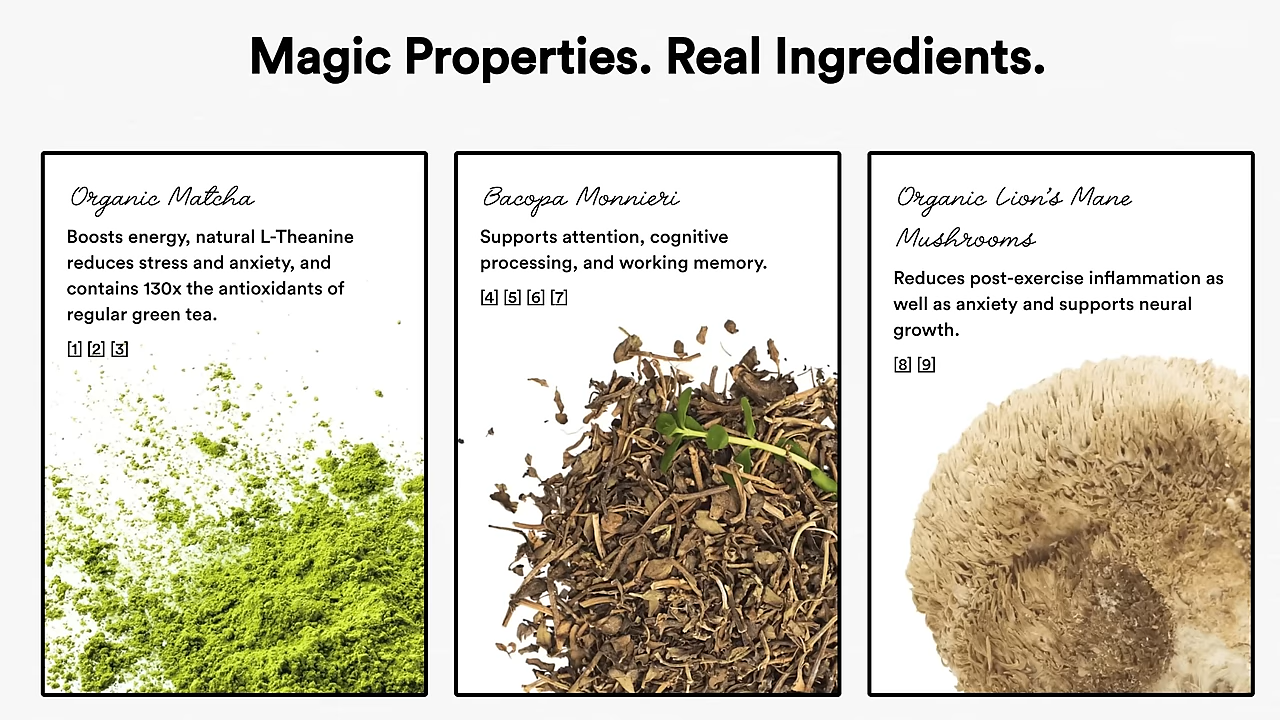 Magic Properties. Real Ingredients.
Organic Matcha
Boosts energy, natural L-Theanine
reduces stress and anxiety, and
contains 130x the antioxidants of
regular green tea.
[1] [2] [3]
Bacopa Monnieri
Supports attention, cognitive
processing, and working memory.
[4] [5] [6] [7]
Organic Lion's Mane
Mushrooms
Reduces post-exercise inflammation as
well as anxiety and supports neural
growth.
[8] [9]